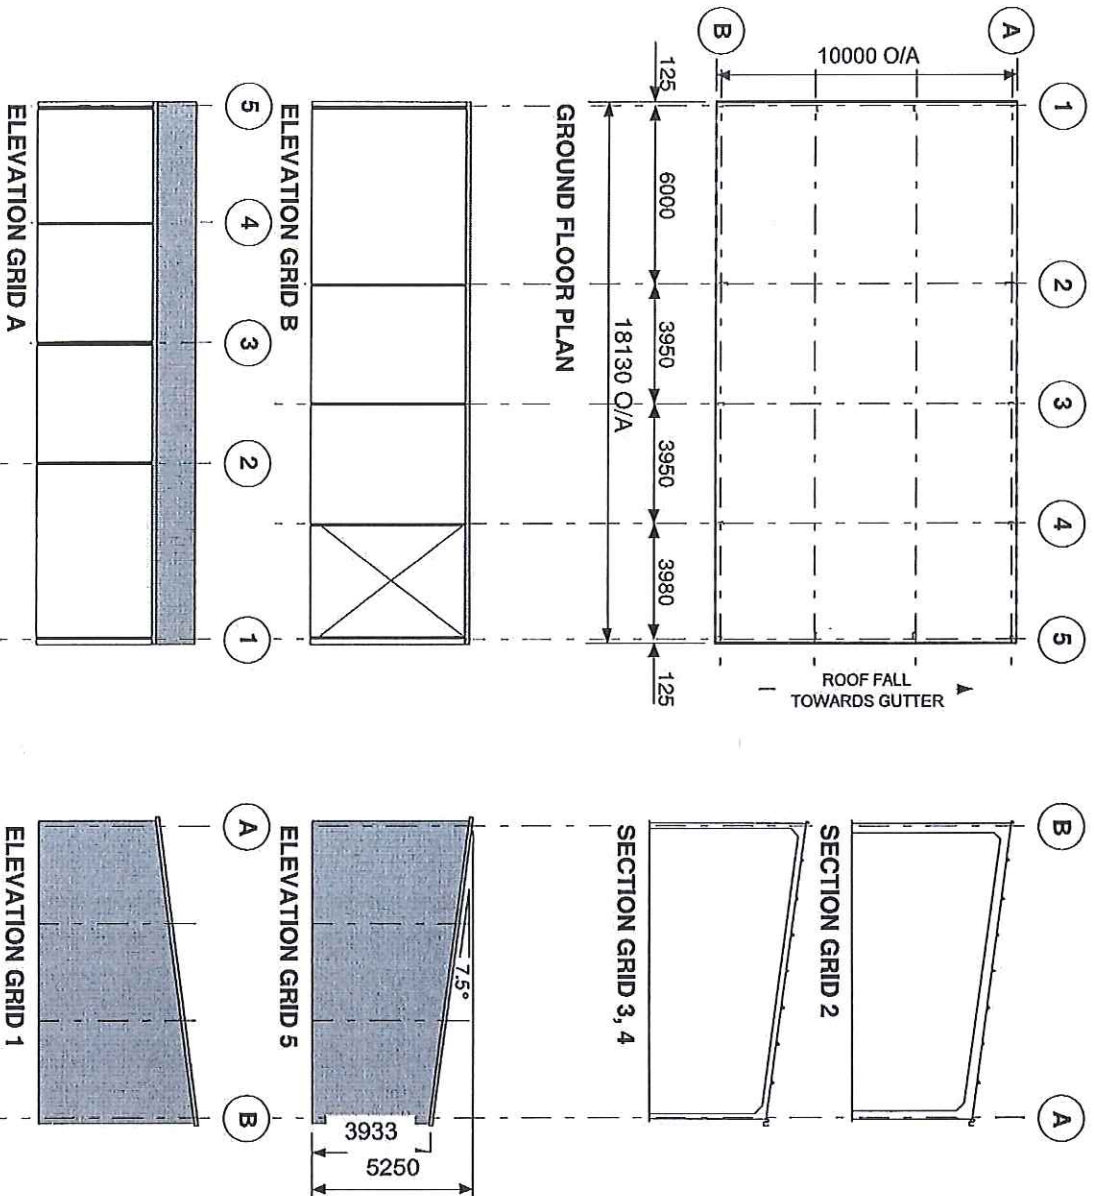 B
A
10000 O/A
1
2
3
4
5
125
6000
3950
3950
3980
125
18130 O/A
ROOF FALL
TOWARDS GUTTER
GROUND FLOOR PLAN
ELEVATION GRID B
5
4
3
2
1
ELEVATION GRID A
B
A
SECTION GRID 2
SECTION GRID 3, 4
7.5°
3933
5250
ELEVATION GRID 5
A
B
ELEVATION GRID 1